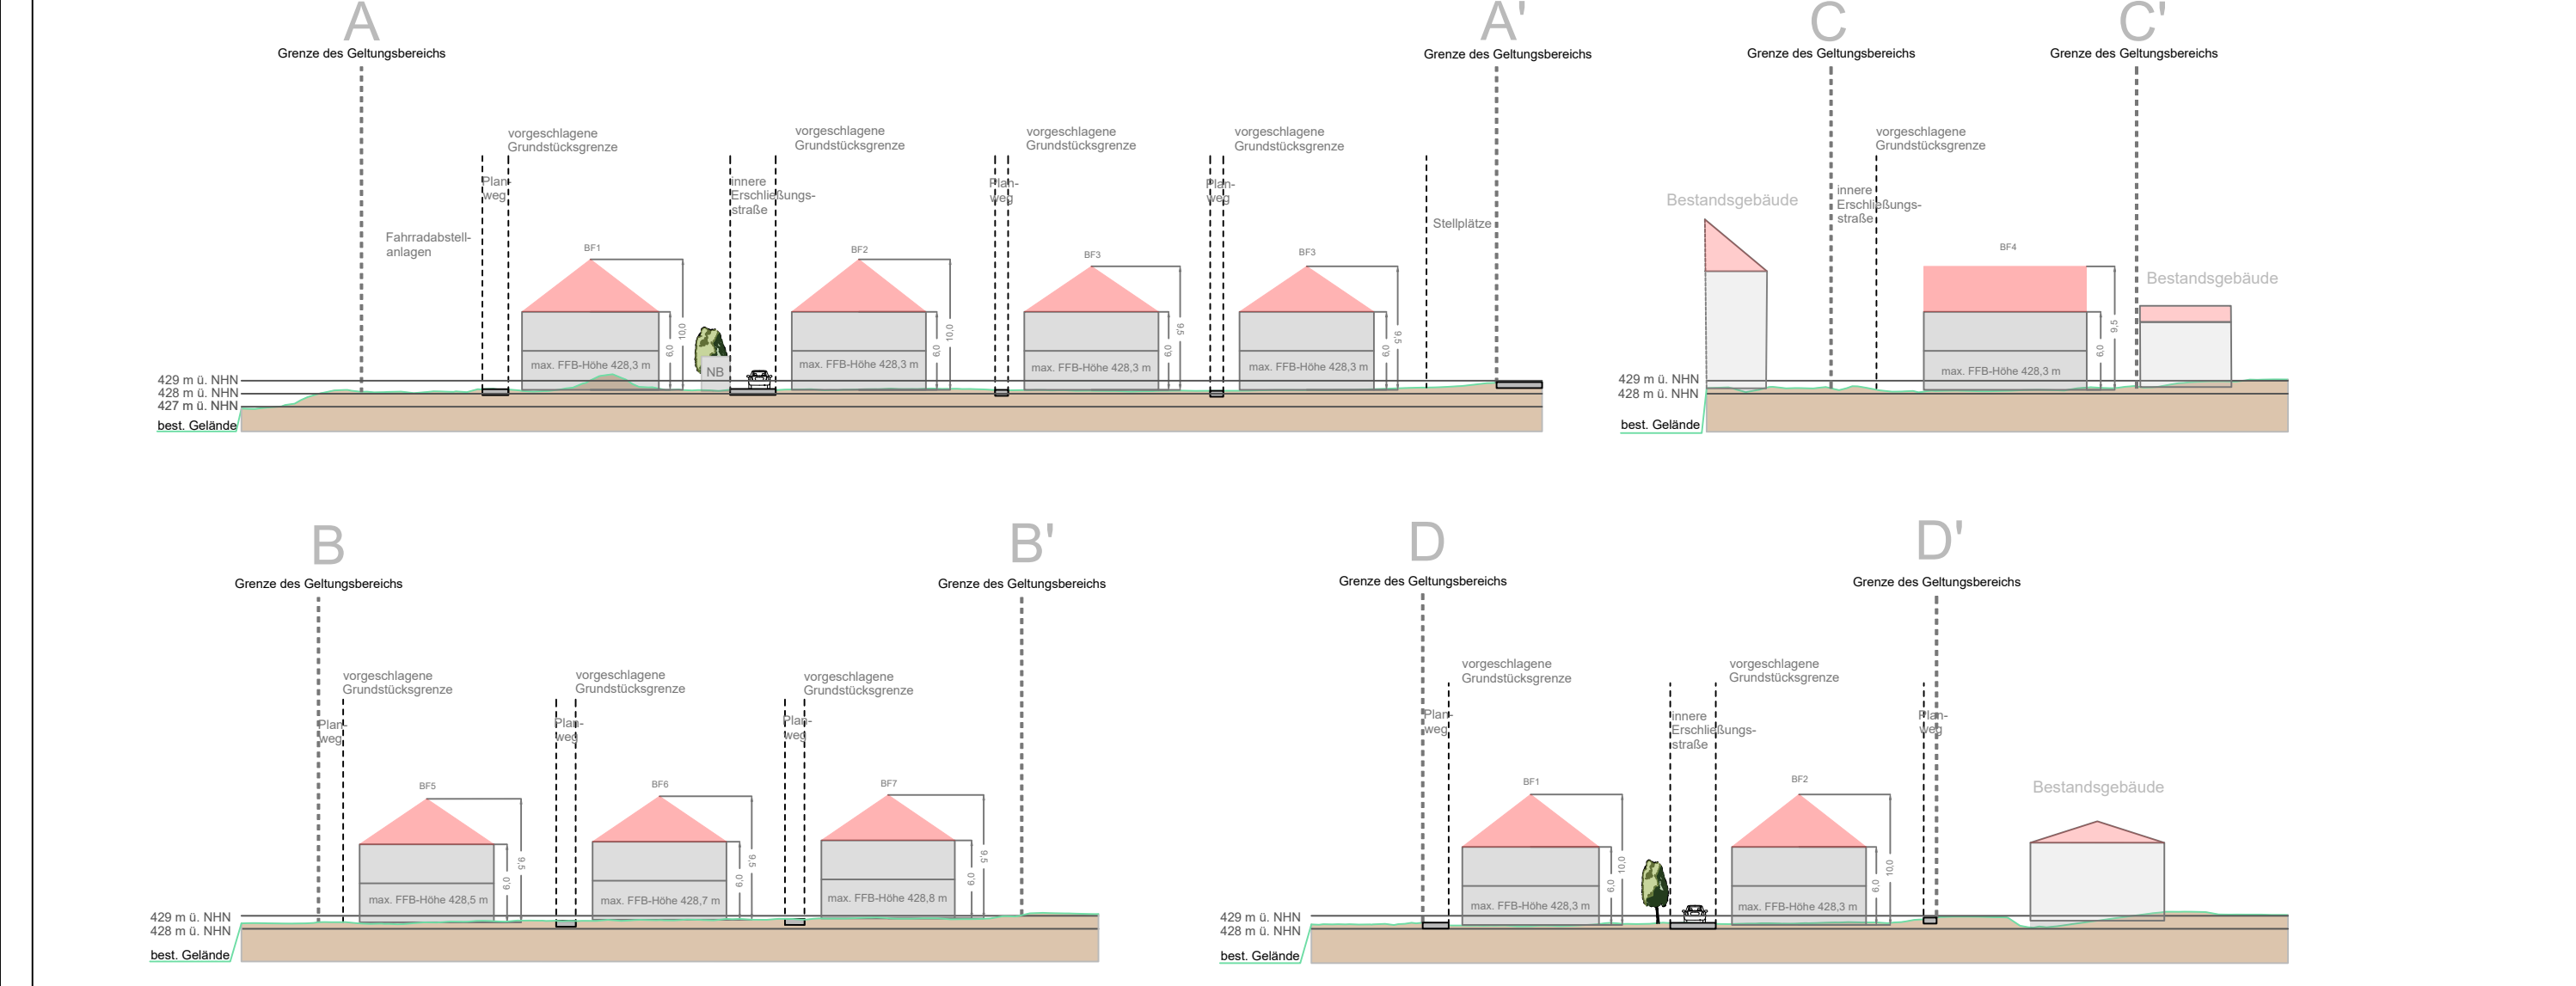 A
Grenze des Geltungsbereichs
A'
Grenze des Geltungsbereichs
vorgeschlagene
Grundstücksgrenze
vorgeschlagene
Grundstücksgrenze
vorgeschlagene
Grundstücksgrenze
vorgeschlagene
Grundstücksgrenze
Plan-
weg
innere
Erschließungs-
straße
Plan-
weg
Plan-
weg
Fahrradabstell-
anlagen
Stellplätze
BF1
BF2
BF3
BF3
6,0
10,0
6,0
10,0
6,0
9,5
6,0
9,5
max. FFB-Höhe 428,3 m
NB
max. FFB-Höhe 428,3 m
max. FFB-Höhe 428,3 m
max. FFB-Höhe 428,3 m
429 m ü. NHN
428 m ü. NHN
427 m ü. NHN
best. Gelände
C
Grenze des Geltungsbereichs
C'
Grenze des Geltungsbereichs
vorgeschlagene
Grundstücksgrenze
Bestandsgebäude
innere
Erschließungs-
straße
BF4
Bestandsgebäude
6,0
9,5
max. FFB-Höhe 428,3 m
429 m ü. NHN
428 m ü. NHN
best. Gelände
B
Grenze des Geltungsbereichs
B'
Grenze des Geltungsbereichs
vorgeschlagene
Grundstücksgrenze
vorgeschlagene
Grundstücksgrenze
vorgeschlagene
Grundstücksgrenze
Plan-
weg
Plan-
weg
Plan-
weg
BF5
BF6
BF7
6,0
9,5
6,0
9,5
6,0
9,5
max. FFB-Höhe 428,5 m
max. FFB-Höhe 428,7 m
max. FFB-Höhe 428,8 m
429 m ü. NHN
428 m ü. NHN
best. Gelände
D
Grenze des Geltungsbereichs
D'
Grenze des Geltungsbereichs
vorgeschlagene
Grundstücksgrenze
vorgeschlagene
Grundstücksgrenze
Plan-
weg
innere
Erschließungs-
straße
Plan-
weg
BF1
BF2
Bestandsgebäude
6,0
10,0
6,0
10,0
max. FFB-Höhe 428,3 m
max. FFB-Höhe 428,3 m
429 m ü. NHN
428 m ü. NHN
best. Gelände